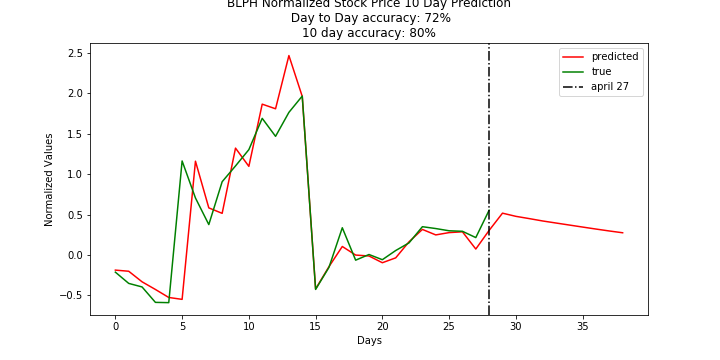 BLPH Normalized Stock Price 10 Day Prediction
Day to Day accuracy: 72%
10 day accuracy: 80%
predicted
true
april 27
2.5
2.0
1.5
1.0
0.5
0.0
−0.5
Normalized Values
0 5 10 15 20 25 30 35
Days